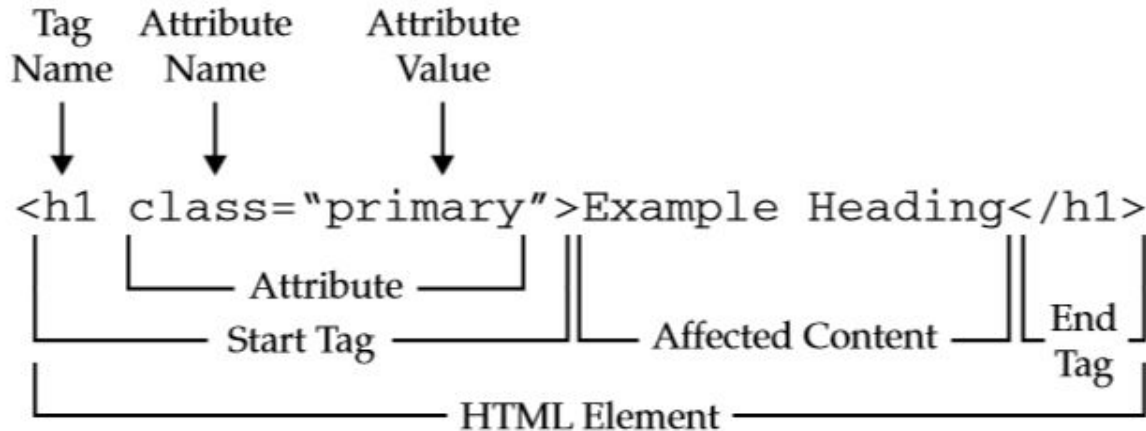 Tag Attribute Attribute
Name Name Value
<h1 class=“primary”>Example Heading</h1>
Attribute
Start Tag Affected Content End
Tag
HTML Element